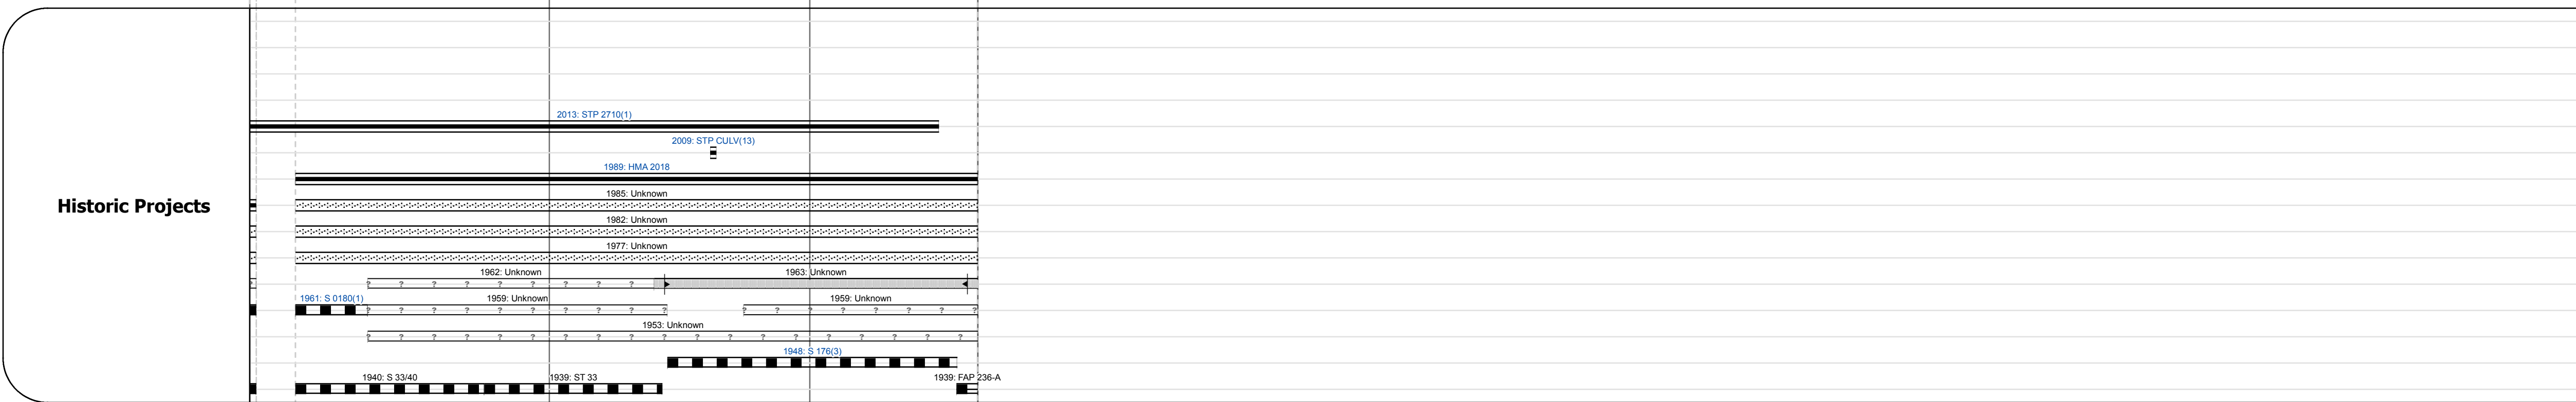 2013: STP 2710(1)
2009: STP CULV(13)
1989: HMA 2018
1985: Unknown
Historic Projects
1982: Unknown
1977: Unknown
1962: Unknown 1963: Unknown
? ? ? ? ? ? ? ? ?
1961: S 0180(1) 1959: Unknown 1959: Unknown
? ? ? ? ? ? ? ? ? ? ? ? ? ? ? ? ? ?
1953: Unknown
? ? ? ? ? ? ? ? ? ? ? ? ? ? ? ? ? ? ?
1948: S 176(3)
1940: S 33/40 1939: ST 33 1939: FAP 236-A